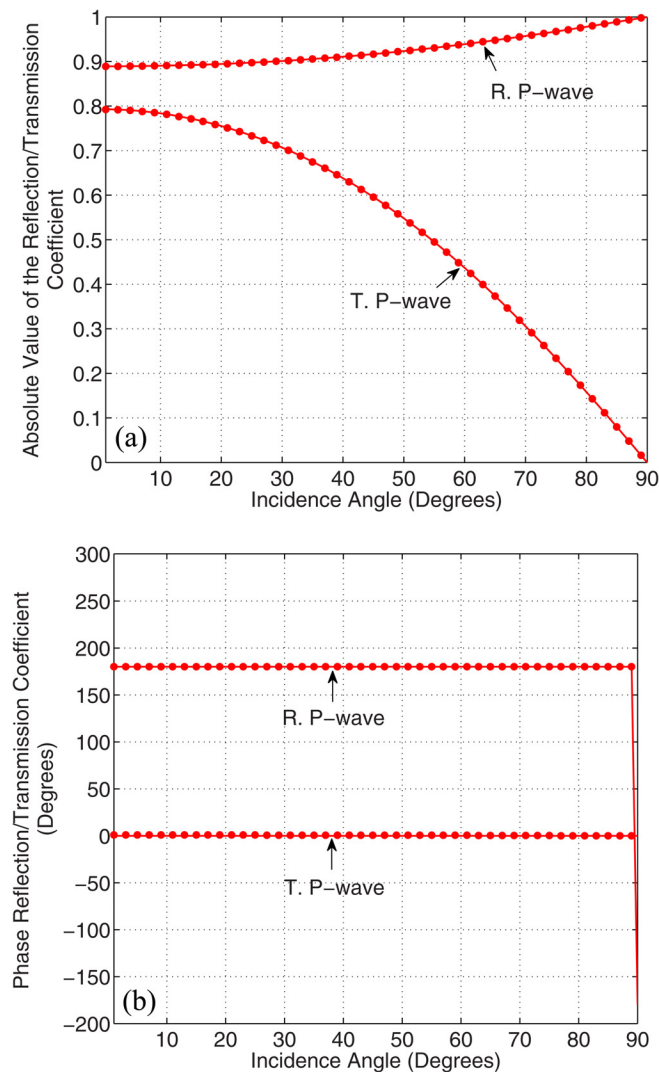 1
0.9
0.8
0.7
0.6
0.5
0.4
0.3
0.2
0.1
0
Absolute Value of the Reflection/Transmission
Coefficient
R. P-wave
T. P-wave
(a)
10 20 30 40 50 60 70 80 90
Incidence Angle (Degrees)
300
250
200
150
100
50
0
-50
-100
-150
-200
Phase Reflection/Transmission Coefficient
(Degrees)
R. P-wave
T. P-wave
(b)
10 20 30 40 50 60 70 80 90
Incidence Angle (Degrees)